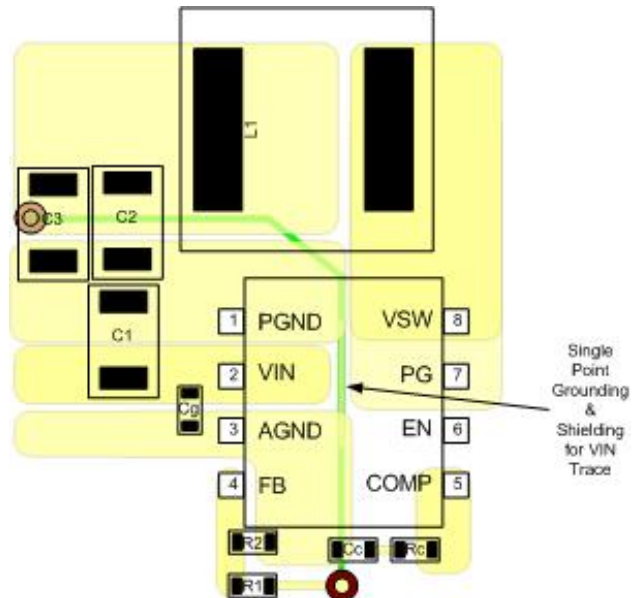 L1
C3
C2
C1
1 PGND VSW 8
2 VIN PG 7
Cg
3 AGND EN 6
4 FB COMP 5
R2
Cc
Rc
R1
Single
Point
Grounding
&
Shielding
for VIN
Trace